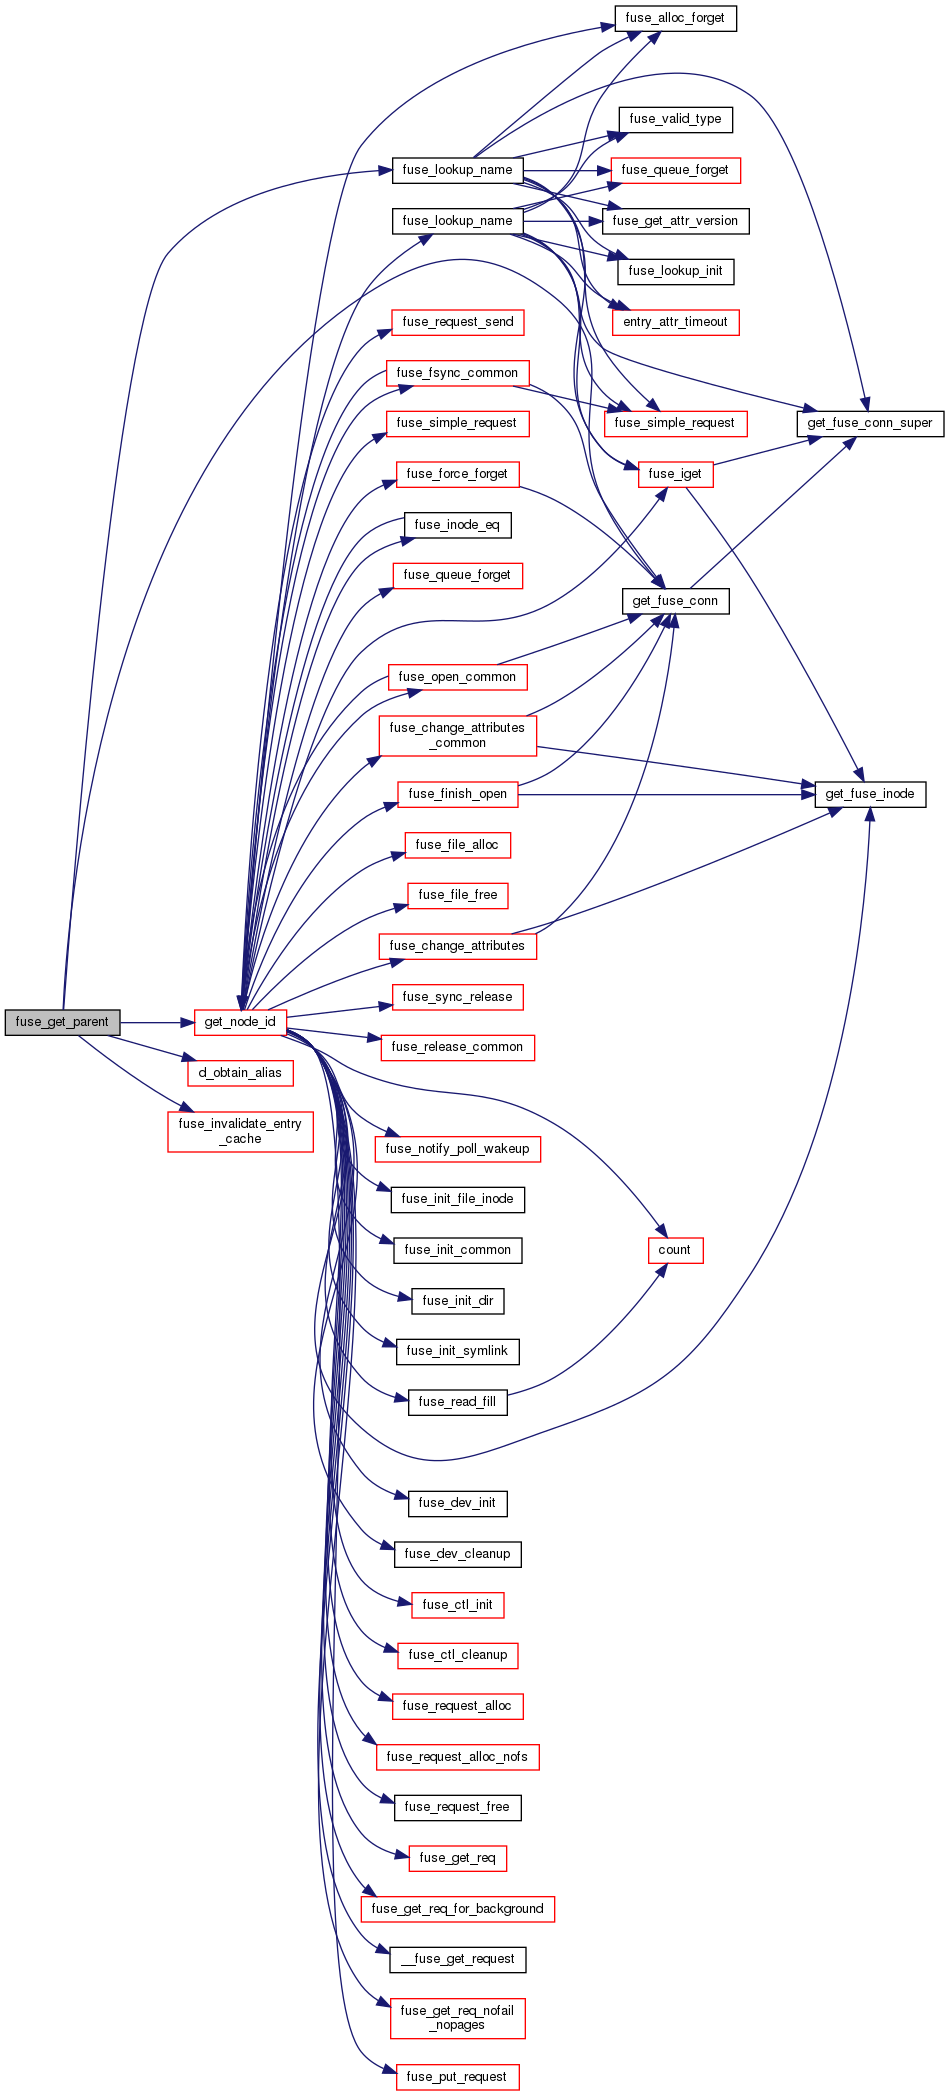 fuse_alloc_forget
fuse_valid_type
fuse_lookup_name
fuse_queue_forget
fuse_lookup_name
fuse_get_attr_version
fuse_lookup_init
fuse_request_send
entry_attr_timeout
fuse_fsync_common
fuse_simple_request
fuse_simple_request
get_fuse_conn_super
fuse_force_forget
fuse_iget
fuse_inode_eq
fuse_queue_forget
get_fuse_conn
fuse_open_common
fuse_change_attributes
_common
fuse_finish_open
get_fuse_inode
fuse_file_alloc
fuse_file_free
fuse_change_attributes
fuse_sync_release
fuse_get_parent
get_node_id
fuse_release_common
d_obtain_alias
fuse_invalidate_entry
_cache
fuse_notify_poll_wakeup
fuse_init_file_inode
fuse_init_common
count
fuse_init_dir
fuse_init_symlink
fuse_read_fill
fuse_dev_init
fuse_dev_cleanup
fuse_ctl_init
fuse_ctl_cleanup
fuse_request_alloc
fuse_request_alloc_nofs
fuse_request_free
fuse_get_req
fuse_get_req_for_background
__fuse_get_request
fuse_get_req_nofail
_nopages
fuse_put_request